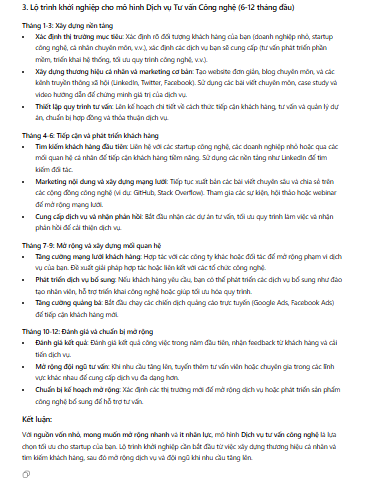 3. Lộ trình khởi nghiệp cho mô hình Dịch vụ Tư vấn Công nghệ (6-12 tháng đầu)
Tháng 1-3: Xây dựng nền tảng
• Xác định thị trường mục tiêu: Xác định rõ đối tượng khách hàng của bạn (doanh nghiệp nhỏ, startup
công nghệ, cá nhân chuyên môn, v.v.), xác định các dịch vụ bạn sẽ cung cấp (tư vấn phát triển phần
mềm, triển khai hệ thống, tối ưu quy trình công nghệ, v.v.).
• Xây dựng thương hiệu cá nhân và marketing cơ bản: Tạo website đơn giản, blog chuyên môn, và các
kênh truyền thông xã hội (LinkedIn, Twitter, Facebook). Sử dụng các bài viết chuyên môn, case study và
video hướng dẫn để chứng minh giá trị của dịch vụ.
• Thiết lập quy trình tư vấn: Lên kế hoạch chi tiết về cách thức tiếp cận khách hàng, tư vấn và quản lý dự
án, chuẩn bị hợp đồng và thỏa thuận dịch vụ.
Tháng 4-6: Tiếp cận và phát triển khách hàng
• Tìm kiếm khách hàng đầu tiên: Liên hệ với các startup công nghệ, các doanh nghiệp nhỏ hoặc qua các
mối quan hệ cá nhân để tiếp cận khách hàng tiềm năng. Sử dụng các nền tảng như LinkedIn để tìm
kiếm đối tác.
• Marketing nội dung và xây dựng mạng lưới: Tiếp tục xuất bản các bài viết chuyên sâu và chia sẻ trên
các cộng đồng công nghệ (ví dụ: GitHub, Stack Overflow). Tham gia các sự kiện, hội thảo hoặc webinar
để mở rộng mạng lưới.
• Cung cấp dịch vụ và nhận phản hồi: Bắt đầu nhận các dự án tư vấn, tối ưu quy trình làm việc và nhận
phản hồi để cải thiện dịch vụ.
Tháng 7-9: Mở rộng và xây dựng mối quan hệ
• Tăng cường mạng lưới khách hàng: Hợp tác với các công ty khác hoặc đối tác để mở rộng phạm vi dịch
vụ của bạn. Đề xuất giải pháp hợp tác hoặc liên kết với các tổ chức công nghệ.
• Phát triển dịch vụ bổ sung: Nếu khách hàng yêu cầu, bạn có thể phát triển các dịch vụ bổ sung như đào
tạo nhân viên, hỗ trợ triển khai công nghệ hoặc giúp tối ưu hóa quy trình.
• Tăng cường quảng bá: Bắt đầu chạy các chiến dịch quảng cáo trực tuyến (Google Ads, Facebook Ads)
để tiếp cận khách hàng mới.
Tháng 10-12: Đánh giá và chuẩn bị mở rộng
• Đánh giá kết quả: Đánh giá kết quả công việc trong năm đầu tiên, nhận feedback từ khách hàng và cải
tiến dịch vụ.
• Mở rộng đội ngũ tư vấn: Khi nhu cầu tăng lên, tuyển thêm tư vấn viên hoặc chuyên gia trong các lĩnh
vực khác nhau để cung cấp dịch vụ đa dạng hơn.
• Chuẩn bị kế hoạch mở rộng: Xác định các thị trường mới để mở rộng dịch vụ hoặc phát triển sản phẩm
công nghệ bổ sung để hỗ trợ tư vấn.
Kết luận:
Với nguồn vốn nhỏ, mong muốn mở rộng nhanh và ít nhân lực, mô hình Dịch vụ Tư vấn công nghệ là lựa
chọn tối ưu cho startup của bạn. Lộ trình khởi nghiệp cần bắt đầu từ việc xây dựng thương hiệu cá nhân và
tìm kiếm khách hàng, sau đó mở rộng dịch vụ và đội ngũ khi nhu cầu tăng lên.